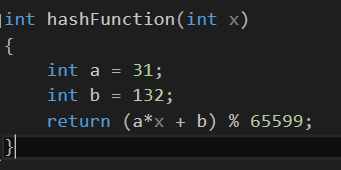 int hashFunction(int x)
{
    int a = 31;
    int b = 132;
    return (a*x + b) % 65599;
}